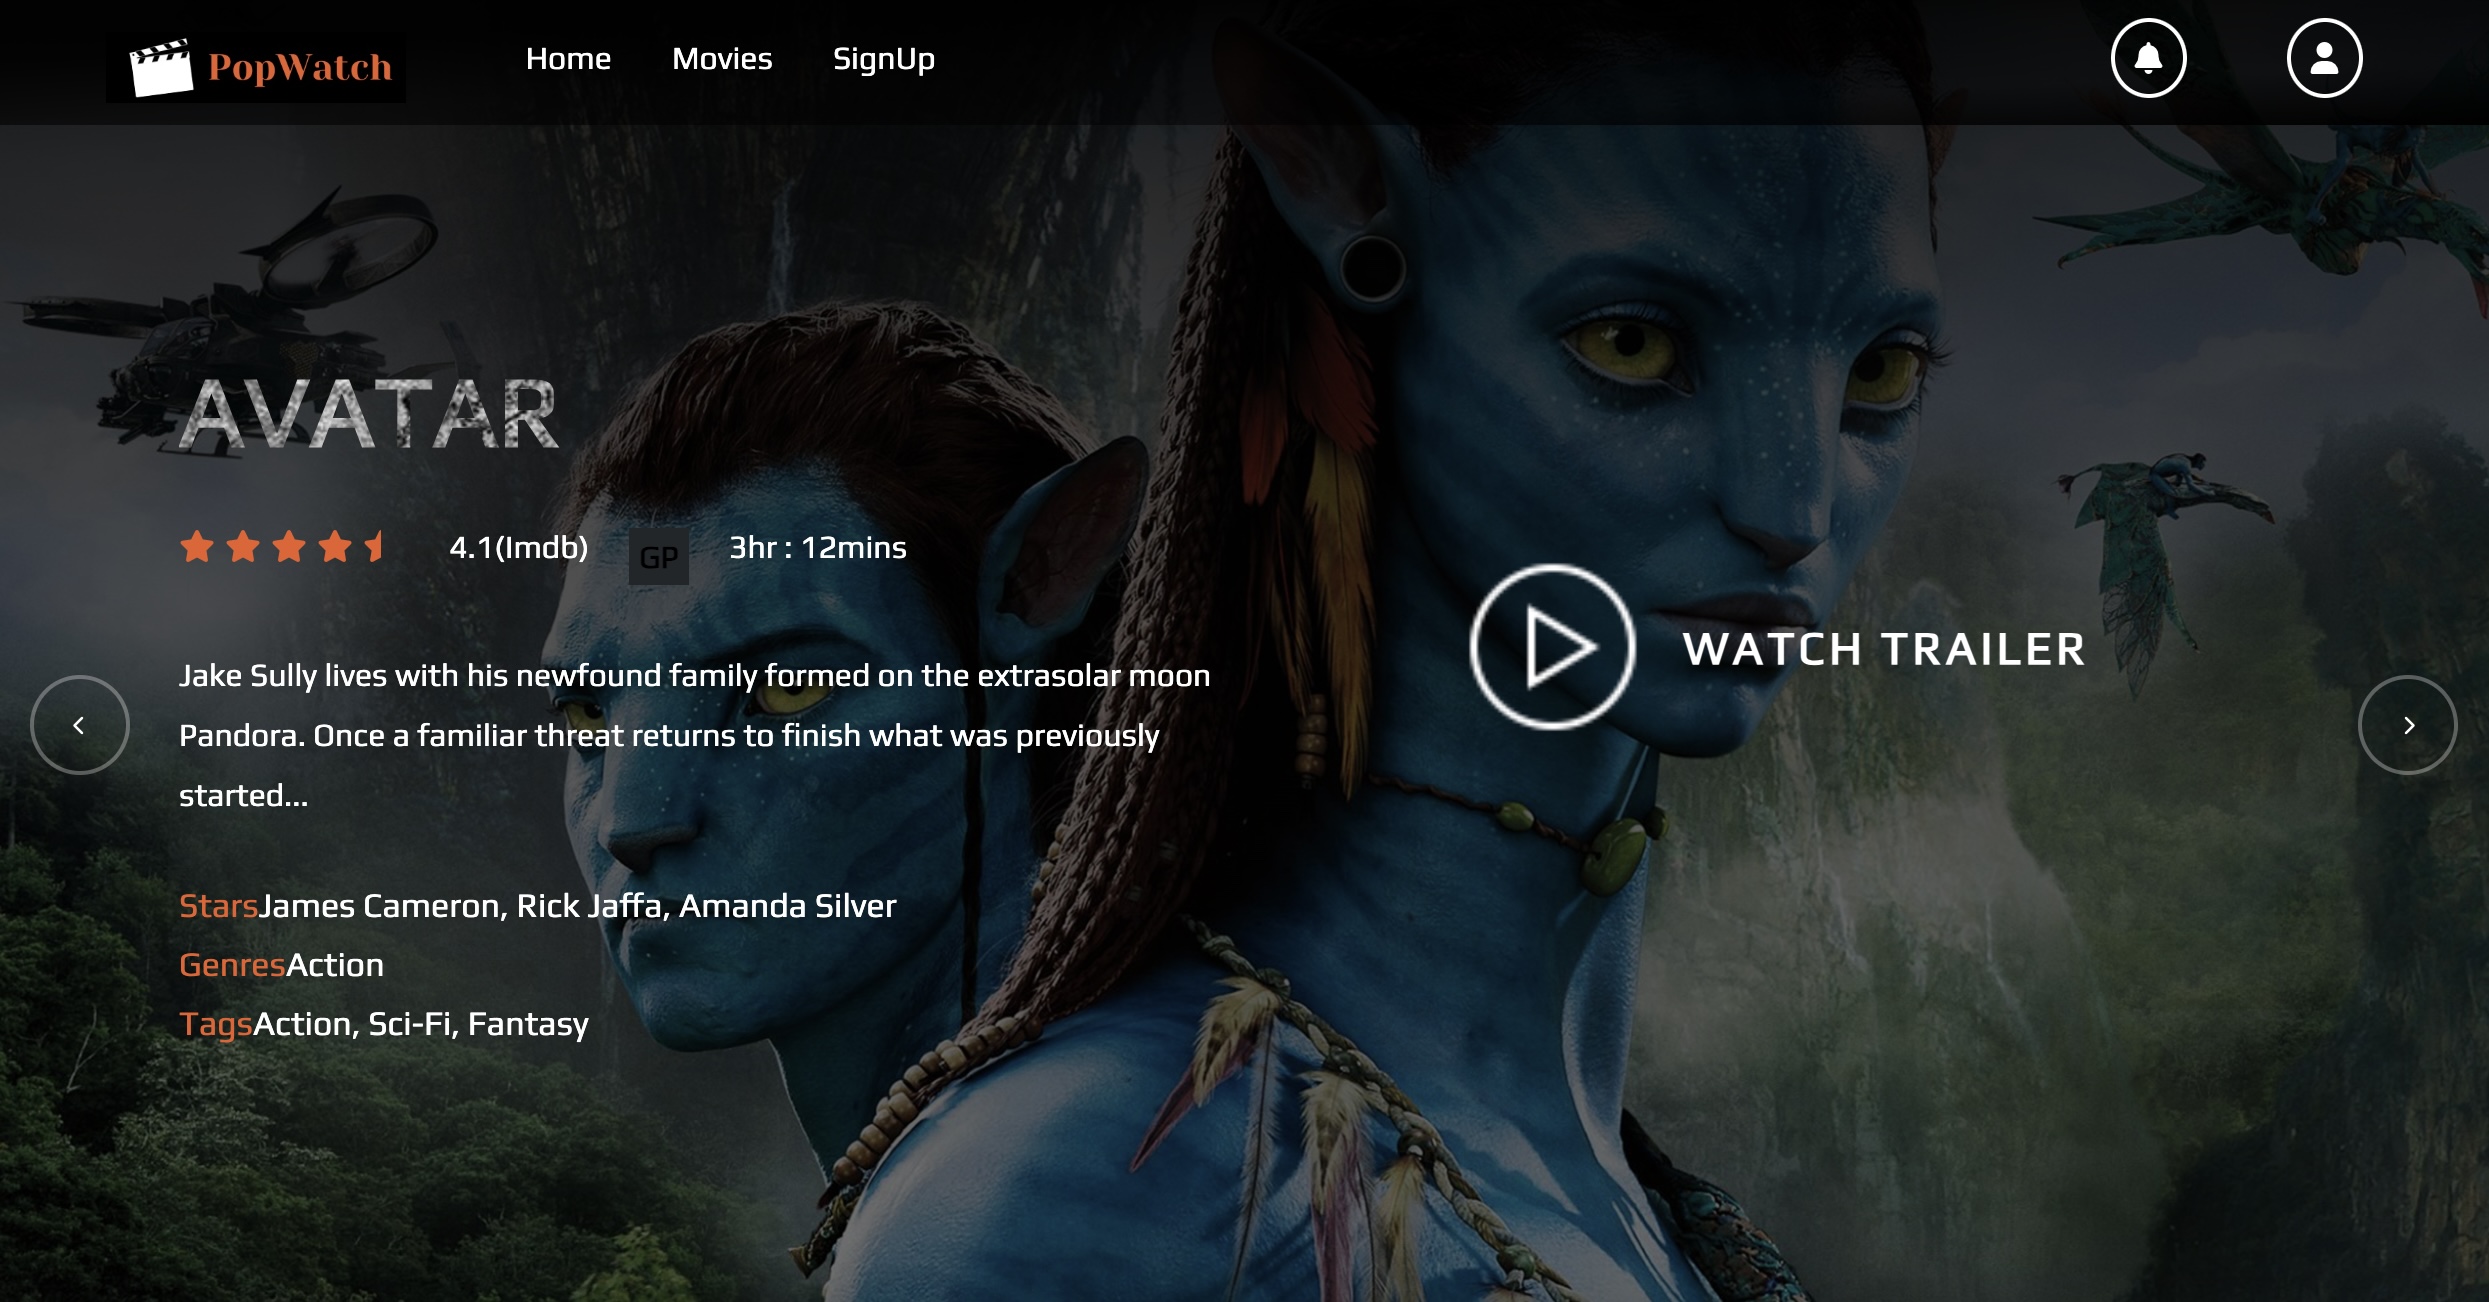 PopWatch
Home
Movies
SignUp
AVATAR
4.1(Imdb)
GP
3hr : 12mins
Jake Sully lives with his newfound family formed on the extrasolar moon
Pandora. Once a familiar threat returns to finish what was previously
started...
WATCH TRAILER
StarsJames Cameron, Rick Jaffa, Amanda Silver
GenresAction
TagsAction, Sci-Fi, Fantasy